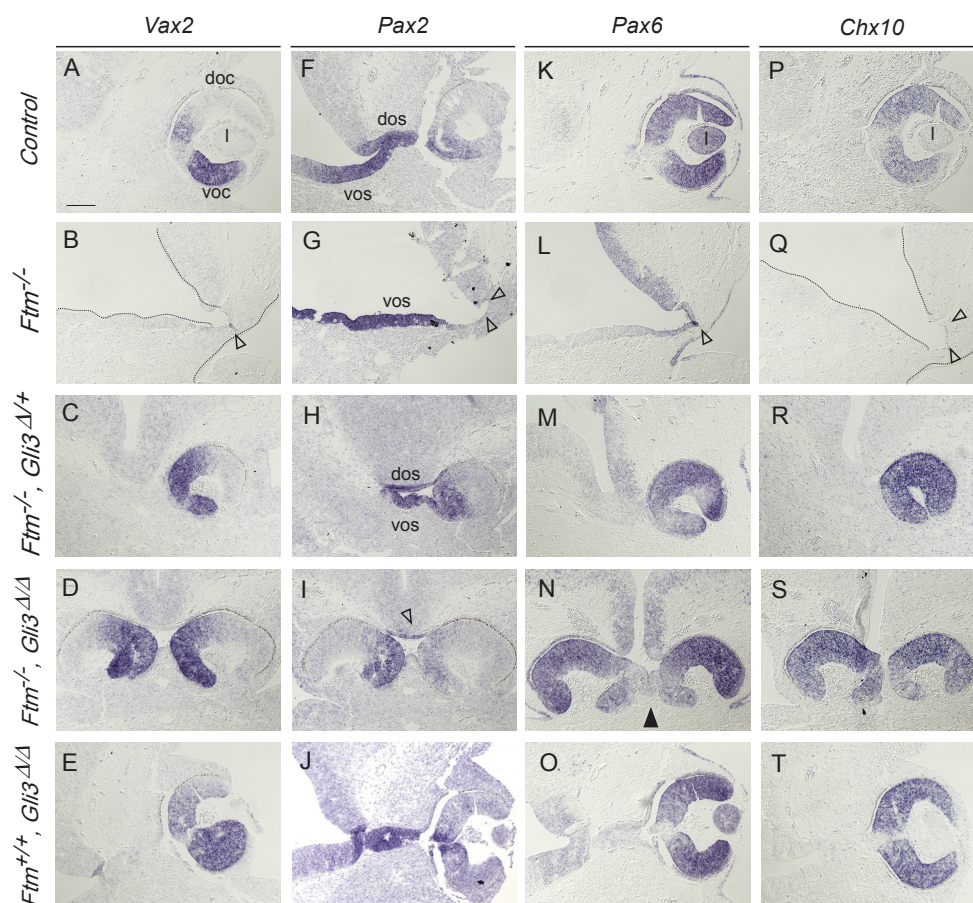 Vax2 Pax2 Pax6 Chx10
Control
A doc l voc
F dos vos
K l
P l
Ftm-/-
B
G vos
L
Q
Ftm-/-, Gli3Δ/+
C
H dos vos
M
R
Ftm-/-, Gli3Δ/Δ
D
I
N
S
Ftm+/+, Gli3Δ/Δ
E
J
O
T